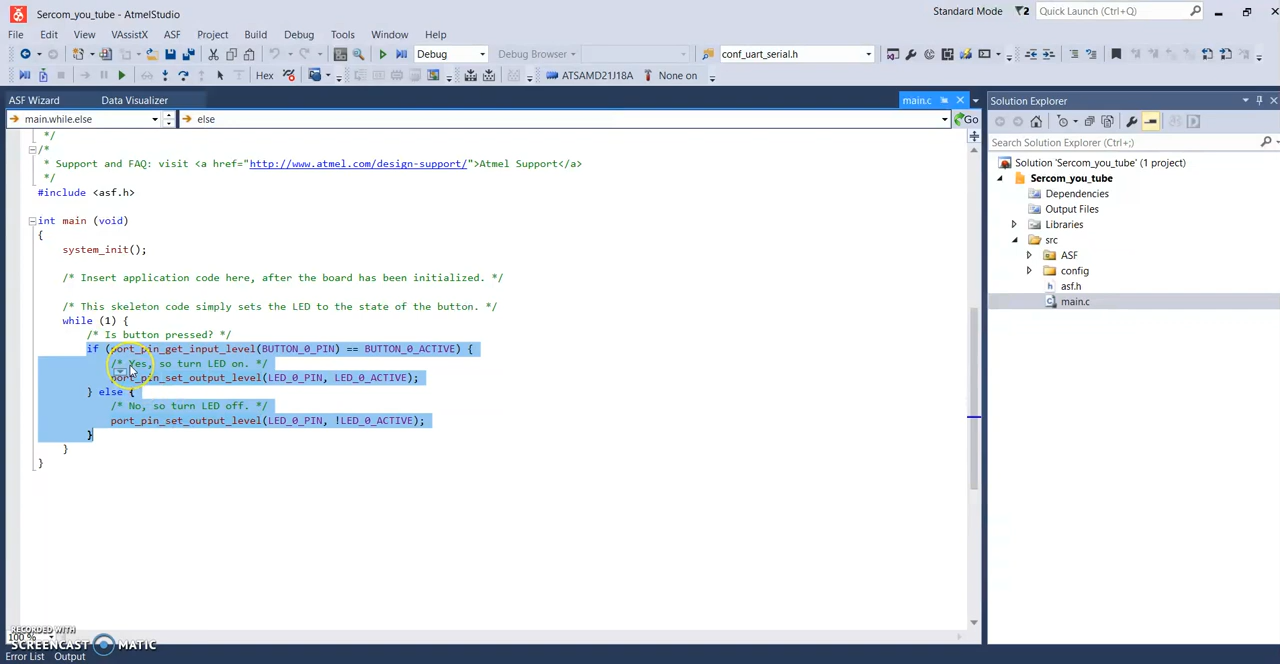 Sercom_you_tube - AtmelStudio
Standard Mode
2
Quick Launch (Ctrl+Q)
File Edit View VAssistX ASF Project Build Debug Tools Window Help
Debug
Debug Browser
conf_uart_serial.h
Hex
ATSAMD21J18A
None on
ASF Wizard
Data Visualizer
main.c
main.while.else
else
Go
*/
/*
* Support and FAQ: visit <a href="http://www.atmel.com/design-support/">Atmel Support</a>
*/
#include <asf.h>
int main (void)
{
system_init();
/* Insert application code here, after the board has been initialized. */
/* This skeleton code simply sets the LED to the state of the button. */
while (1) {
/* Is button pressed? */
if (port_pin_get_input_level(BUTTON_0_PIN) == BUTTON_0_ACTIVE) {
/* Yes, so turn LED on. */
port_pin_set_output_level(LED_0_PIN, LED_0_ACTIVE);
} else {
/* No, so turn LED off. */
port_pin_set_output_level(LED_0_PIN, !LED_0_ACTIVE);
}
}
}
100 %
RECORDED WITH
SCREENCAST MATIC
Error List Output
Solution Explorer
Search Solution Explorer (Ctrl+;)
Solution 'Sercom_you_tube' (1 project)
Sercom_you_tube
Dependencies
Output Files
Libraries
src
ASF
config
asf.h
main.c